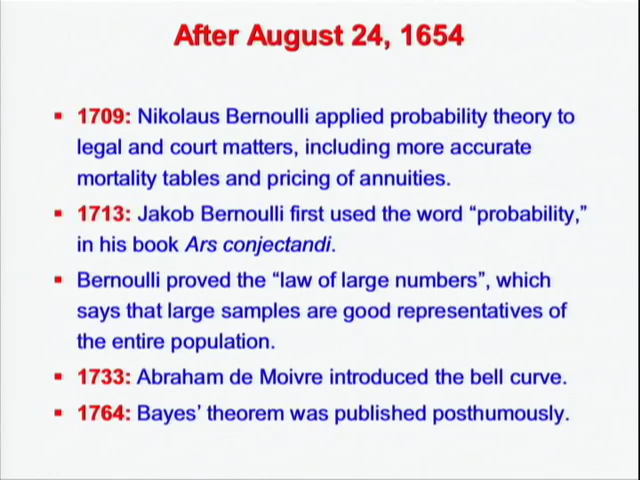 After August 24, 1654
▪ 1709: Nikolaus Bernoulli applied probability theory to
legal and court matters, including more accurate
mortality tables and pricing of annuities.
▪ 1713: Jakob Bernoulli first used the word “probability,”
in his book Ars conjectandi.
▪ Bernoulli proved the “law of large numbers”, which
says that large samples are good representatives of
the entire population.
▪ 1733: Abraham de Moivre introduced the bell curve.
▪ 1764: Bayes’ theorem was published posthumously.